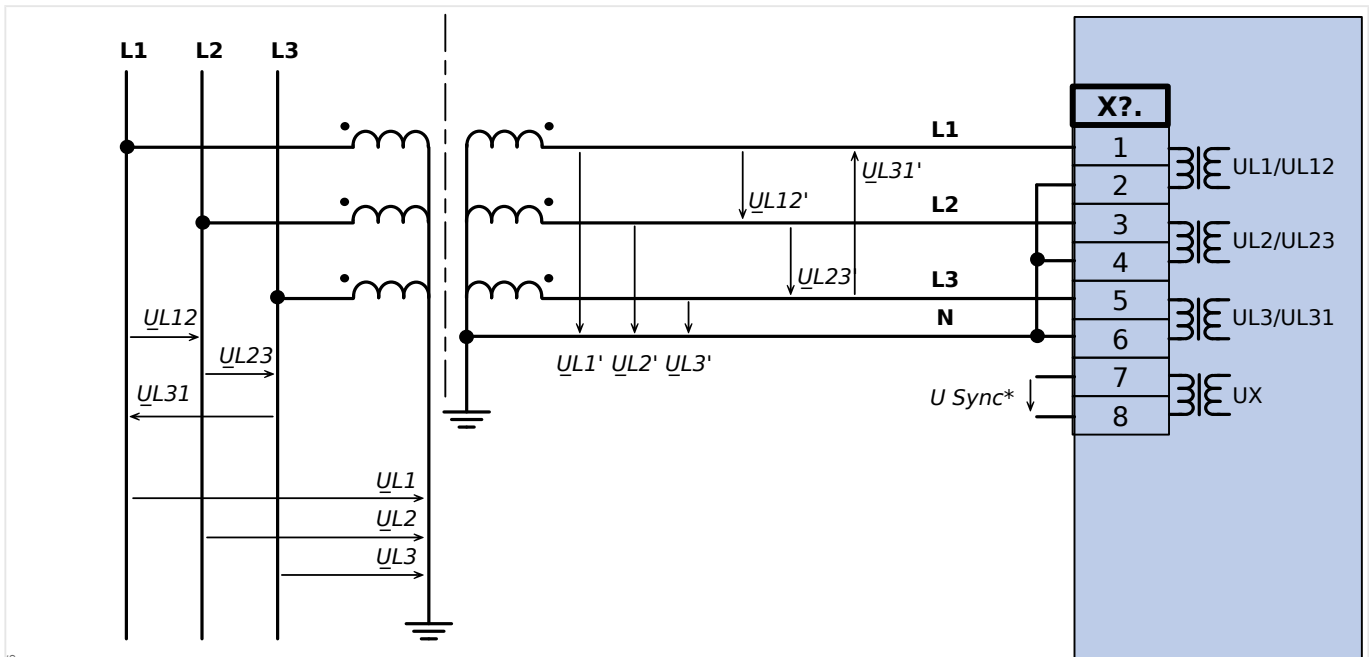 L1 L2 L3
X?.
L1
1
UL1/UL12
UL31'
2
UL12'
L2
3
UL2/UL23
4
UL23'
L3
5
UL12
N
UL3/UL31
6
UL23
UL1' UL2' UL3'
7
UL31
U Sync*
UX
8
UL1
UL2
UL3